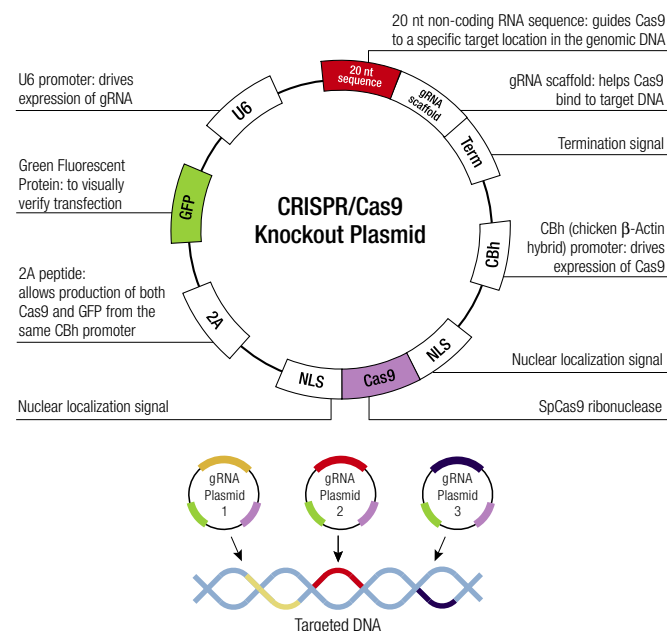 20 nt non-coding RNA sequence: guides Cas9
to a specific target location in the genomic DNA
U6 promoter: drives
expression of gRNA
20 nt
sequence
gRNA
scaffold
gRNA scaffold: helps Cas9
bind to target DNA
U6
Term
Termination signal
Green Fluorescent
Protein: to visually
verify transfection
GFP
CRISPR/Cas9
Knockout Plasmid
CBh
CBh (chicken β-Actin
hybrid) promoter: drives
expression of Cas9
2A peptide:
allows production of both
Cas9 and GFP from the
same CBh promoter
2A
NLS
Cas9
NLS
Nuclear localization signal
Nuclear localization signal
SpCas9 ribonuclease
gRNA
Plasmid
1
gRNA
Plasmid
2
gRNA
Plasmid
3
Targeted DNA